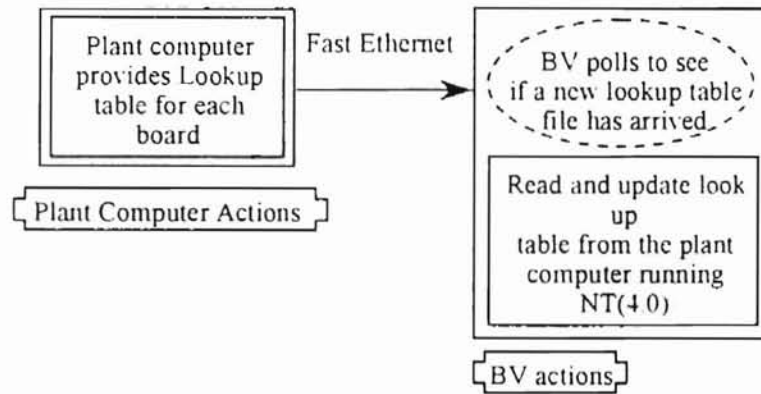 Plant computer
provides Lookup
table for each
board
Fast Ethernet
BV polls to see
if a new lookup table
file has arrived
Read and update look
up
table from the plant
computer running
NT(4.0)
Plant Computer Actions
BV actions